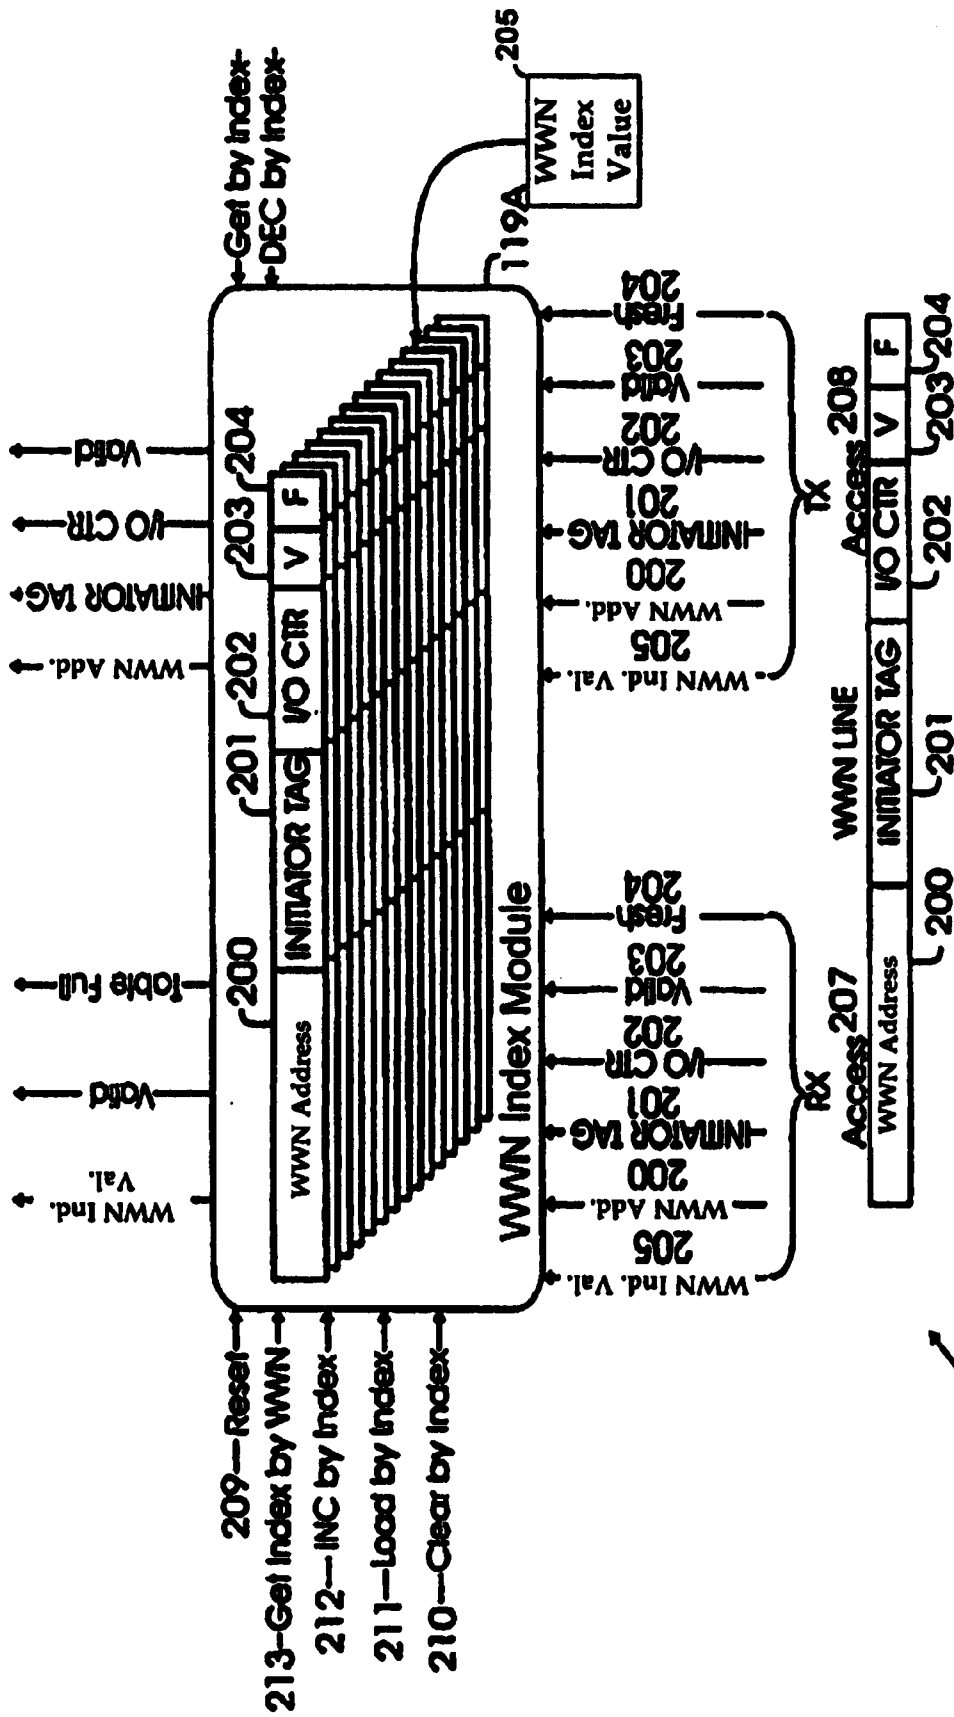 WWN Ind.
Val.
Valid
Table Full
WWN Add.
INITIATOR TAG
I/O CTR
Valid
209—Reset
213-Get Index by WWN
212—INC by Index
211—Load by Index
210—Clear by Index
Get by Index
DEC by Index
200
201
202
203
204
WWN Address
INITIATOR TAG
I/O CTR
V
F
WWN Index Module
119A
205
WWN
Index
Value
WWN Ind. Val.
205
WWN Add.
200
INITIATOR TAG
201
I/O CTR
202
Valid
203
Fresh
204
RX
Access 207
WWN Ind. Val.
205
WWN Add.
200
INITIATOR TAG
201
I/O CTR
202
Valid
203
Fresh
204
TX
Access 208
WWN LINE
WWN Address
INITIATOR TAG
I/O CTR
V
F
200
201
202
203
204